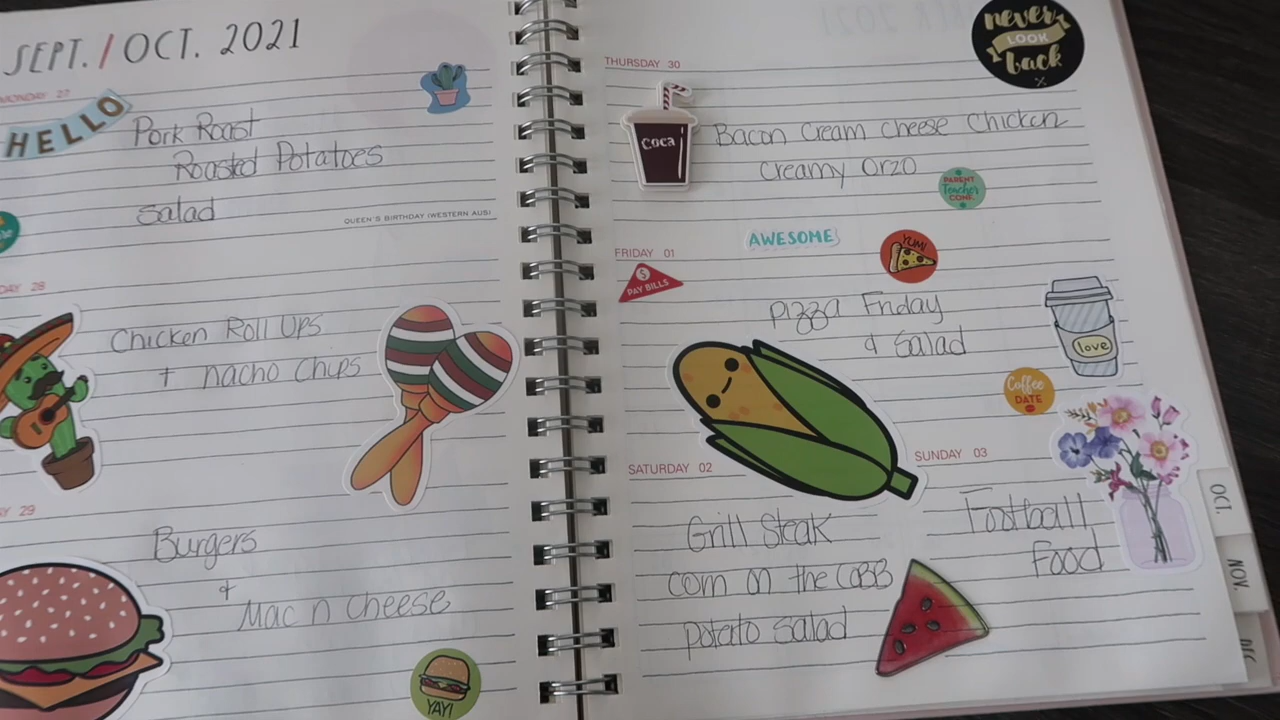 SEPT. / OCT. 2021
MONDAY 27
HELLO
Pork Roast
Roasted Potatoes
Salad
QUEEN'S BIRTHDAY (WESTERN AUS)
DAY 28
Chicken Roll Ups
+ nacho chips
29
Burgers
&
Mac n cheese
YAY!
THURSDAY 30
never
LOOK
back
x
coca
Bacon Cream cheese Chicken
Creamy Orzo
PARENT
Teacher
CONF.
FRIDAY 01
AWESOME
YUM!
$
PAY BILLS
Pizza Friday
& Salad
love
Coffee
DATE
SATURDAY 02
Grill Steak
corn on the COBB
potato salad
SUNDAY 03
Football
Food
OCT.
NOV.